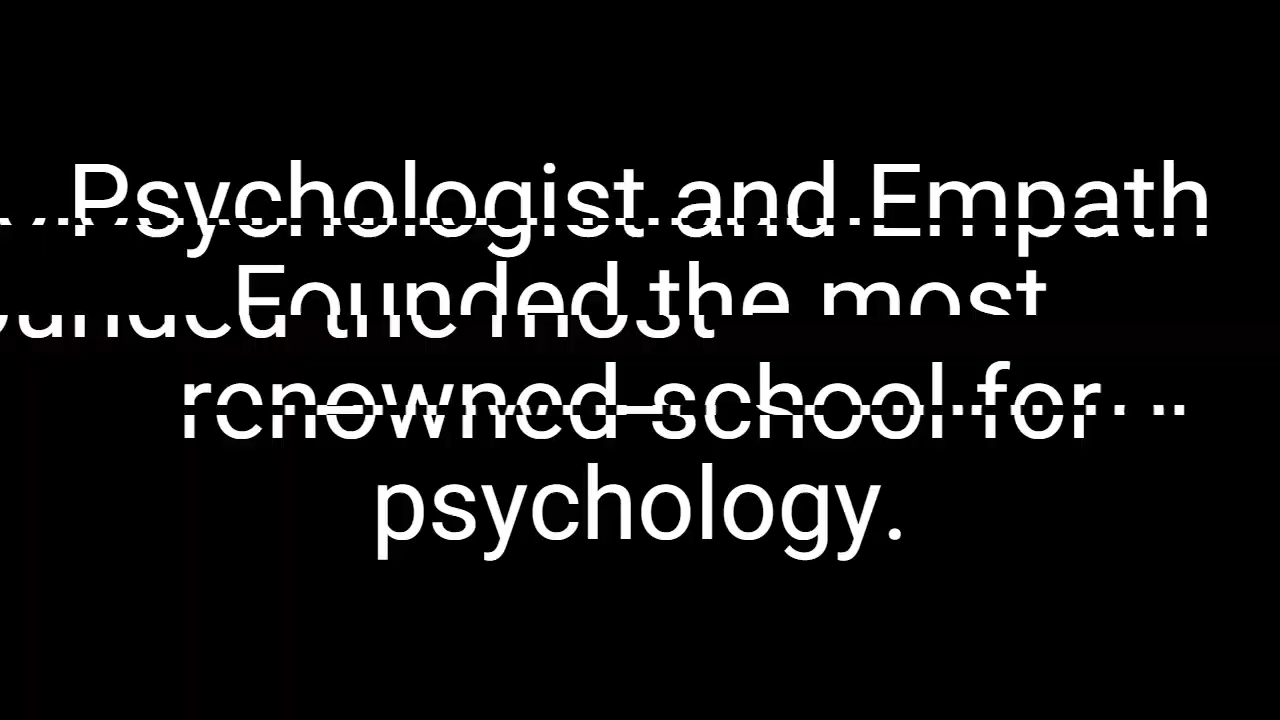 Psychologist and Empath
Founded the most
renowned school for
psychology.